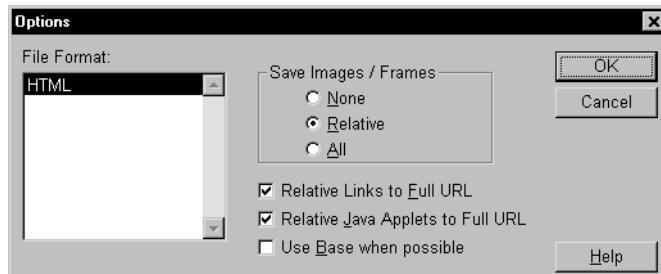 Options
File Format:
HTML
Save Images / Frames
None
Relative
All
Relative Links to Full URL
Relative Java Applets to Full URL
Use Base when possible
OK
Cancel
Help